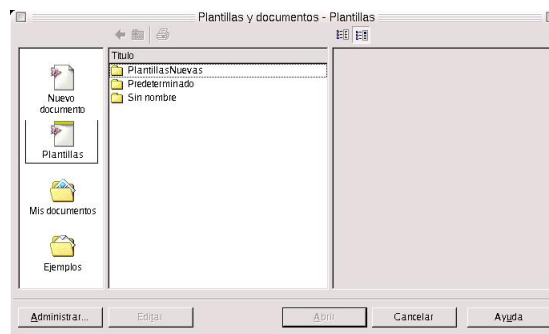 Plantillas y documentos - Plantillas
Título
PlantillasNuevas
Predeterminado
Sin nombre
Nuevo
documento
Plantillas
Mis documentos
Ejemplos
Administrar...
Editar
Abrir
Cancelar
Ayuda